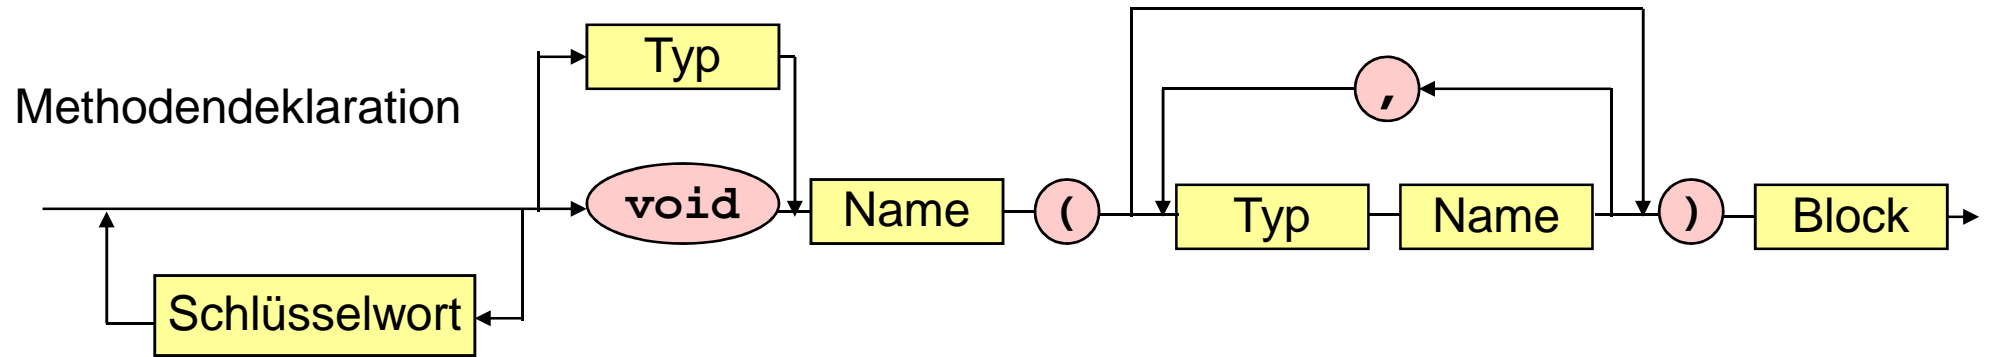 Methodendeklaration
Typ
,
void
Name
(
Typ
Name
)
Block
Schlüsselwort